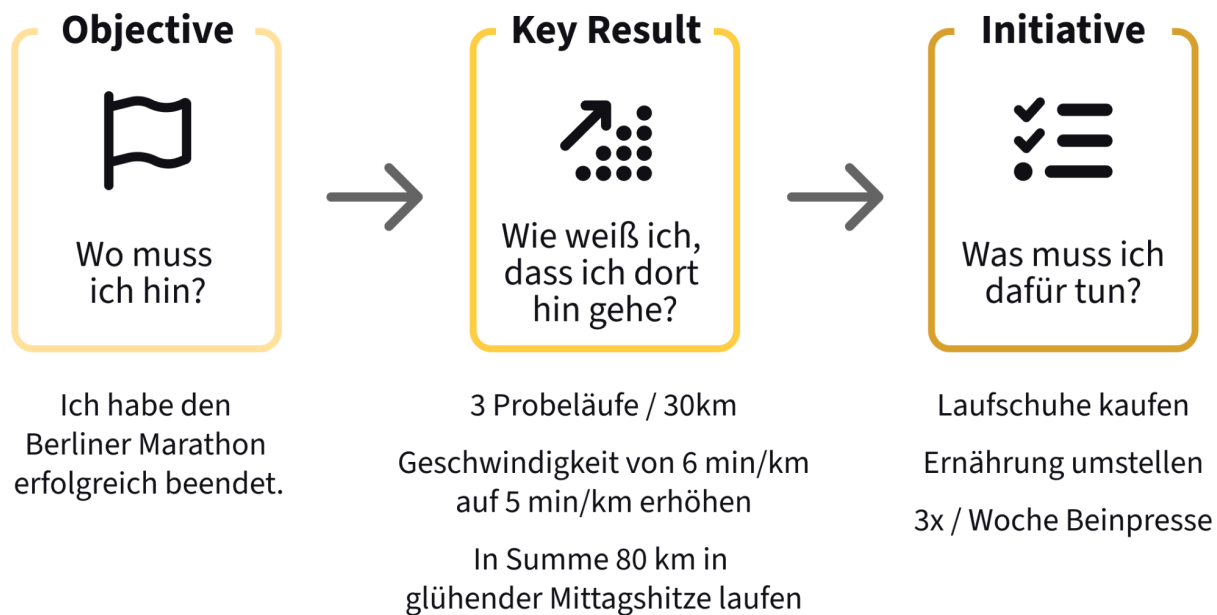 Objective
Wo muss
ich hin?
Ich habe den
Berliner Marathon
erfolgreich beendet.
Key Result
Wie weiß ich,
dass ich dort
hin gehe?
3 Probeläufe / 30km
Geschwindigkeit von 6 min/km
auf 5 min/km erhöhen
In Summe 80 km in
glühender Mittagshitze laufen
Initiative
Was muss ich
dafür tun?
Laufschuhe kaufen
Ernährung umstellen
3x / Woche Beinpresse